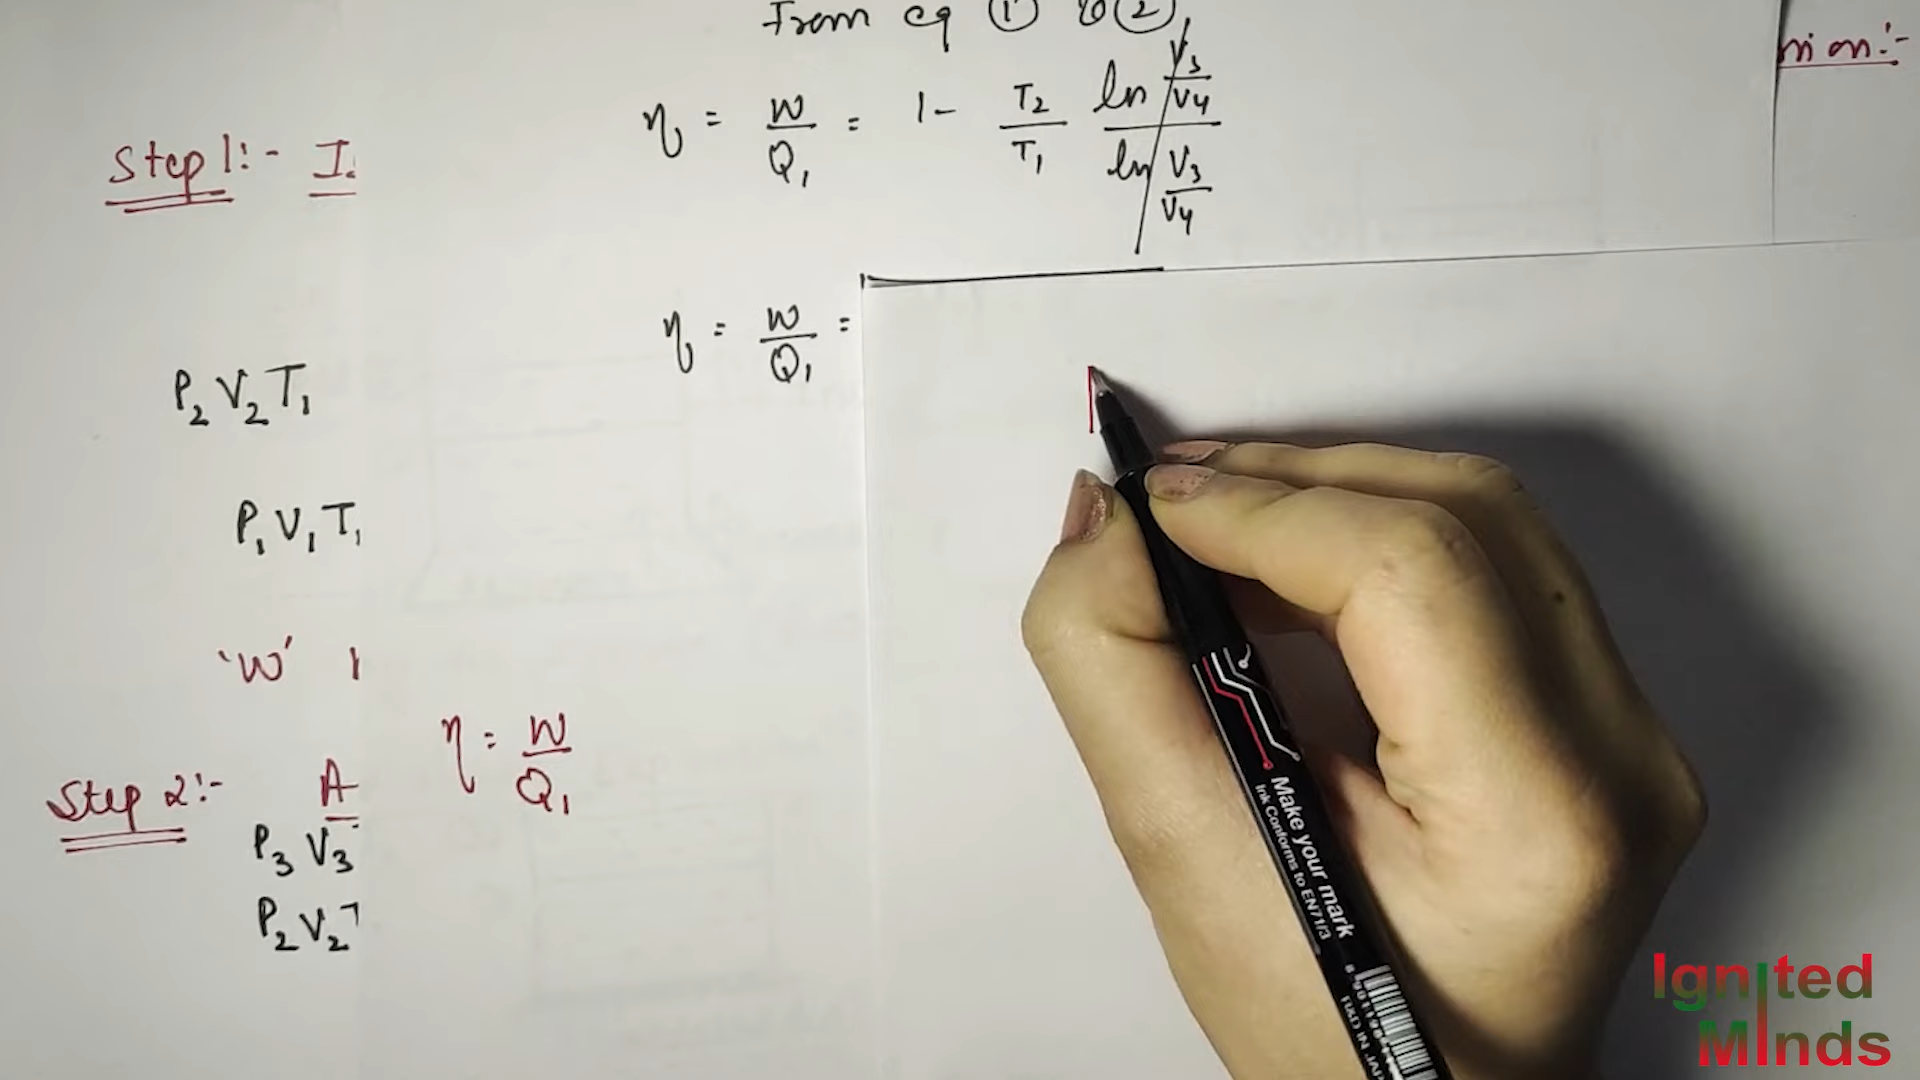 From eq ① & ②,
mon:-
η = W/Q₁ = 1 - T₂/T₁ ln V₃/V₄ / ln V₃/V₄
Step 1:- I
η = W/Q₁ =
P₂ V₂ T₁
P₁ V₁ T₁
'W'
η = W/Q₁
Step 2:- A
P₃ V₃
P₂ V₂
Make your mark
Ink Conforms to EN71/3
Ignited
Minds